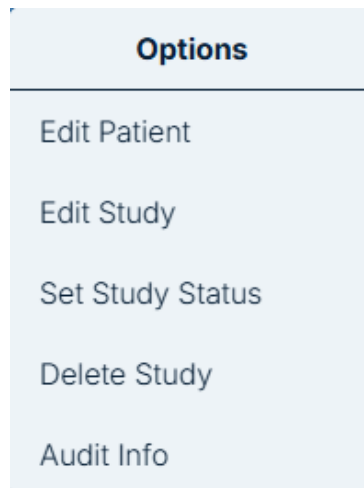 Options
Edit Patient
Edit Study
Set Study Status
Delete Study
Audit Info